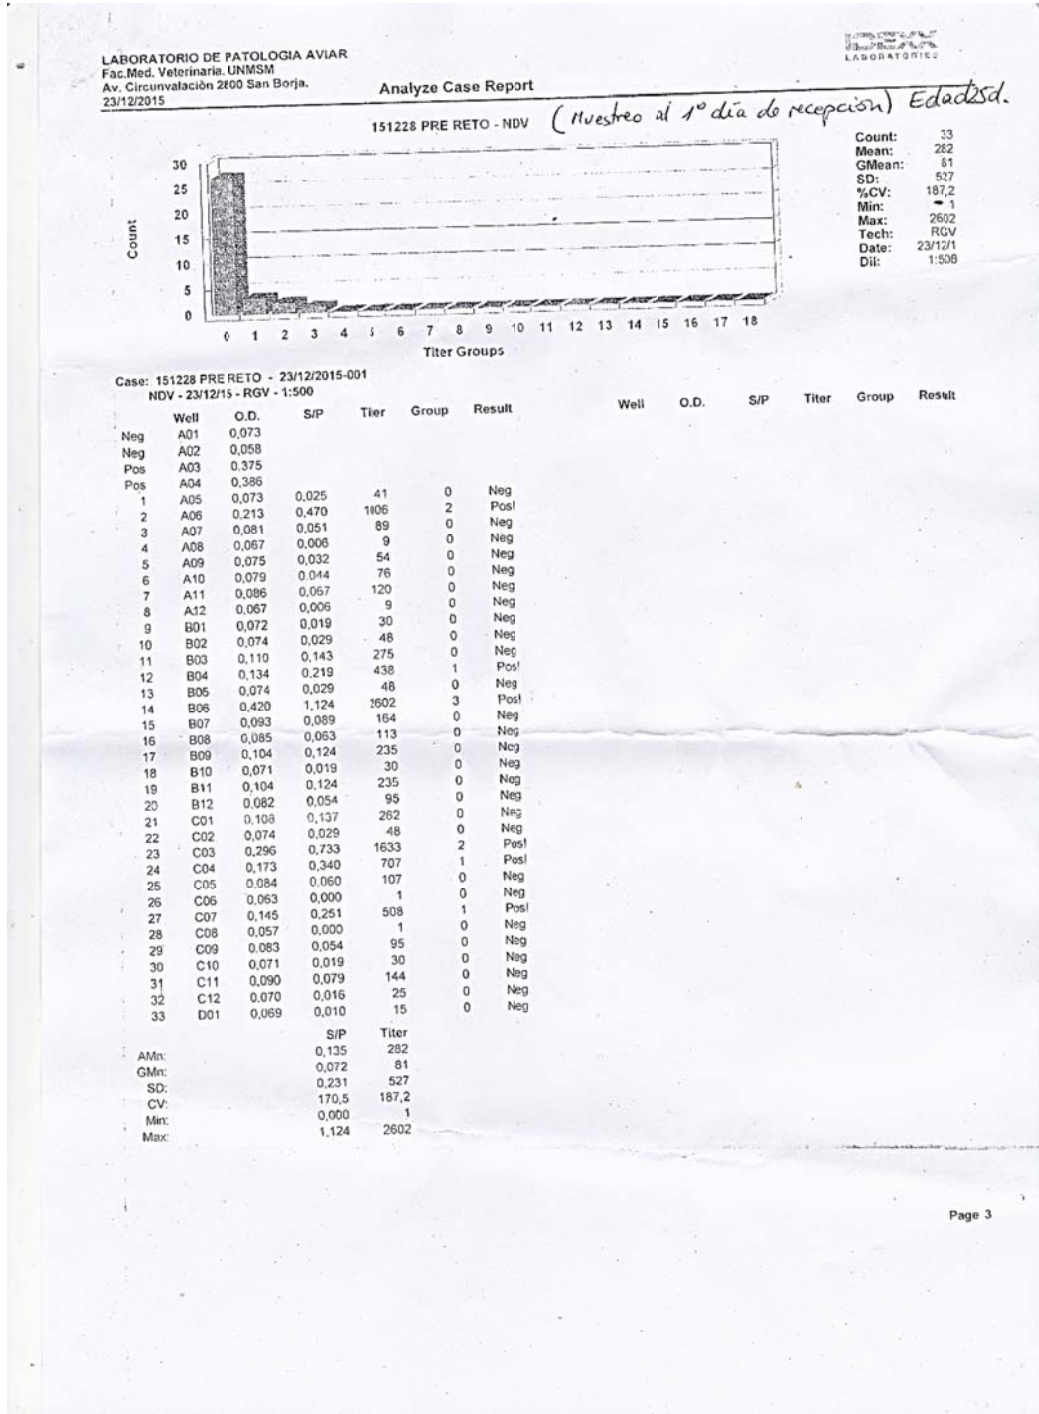 LABORATORIO DE PATOLOGIA AVIAR
Fac.Med. Veterinaria. UNMSM
Av. Circunvalación 2800 San Borja.
23/12/2015
Analyze Case Report
IDEXX
LABORATORIES
151228 PRE RETO - NDV (Muestreo al 1° día de recepción) Edad 25d.
Count: 33
Mean: 282
GMean: 81
SD: 527
%CV: 187,2
Min: 1
Max: 2602
Tech: RGV
Date: 23/12/1
Dil: 1:500
Count
30
25
20
15
10
5
0
0 1 2 3 4 5 6 7 8 9 10 11 12 13 14 15 16 17 18
Titer Groups
Case: 151228 PRE RETO - 23/12/2015-001
NDV - 23/12/15 - RGV - 1:500
Well O.D. S/P Titer Group Result Well O.D. S/P Titer Group Result
Neg A01 0,073
Neg A02 0,058
Pos A03 0,375
Pos A04 0,386
1 A05 0,073 0,025 41 0 Neg
2 A06 0,213 0,470 1006 2 Pos!
3 A07 0,081 0,051 89 0 Neg
4 A08 0,067 0,006 9 0 Neg
5 A09 0,075 0,032 54 0 Neg
6 A10 0,079 0,044 76 0 Neg
7 A11 0,086 0,067 120 0 Neg
8 A12 0,067 0,006 9 0 Neg
9 B01 0,072 0,019 30 0 Neg
10 B02 0,074 0,029 48 0 Neg
11 B03 0,110 0,143 275 0 Neg
12 B04 0,134 0,219 438 1 Pos!
13 B05 0,074 0,029 48 0 Neg
14 B06 0,420 1,124 2602 3 Pos!
15 B07 0,093 0,089 164 0 Neg
16 B08 0,085 0,063 113 0 Neg
17 B09 0,104 0,124 235 0 Neg
18 B10 0,071 0,019 30 0 Neg
19 B11 0,104 0,124 235 0 Neg
20 B12 0,082 0,054 95 0 Neg
21 C01 0,108 0,137 262 0 Neg
22 C02 0,074 0,029 48 0 Neg
23 C03 0,296 0,733 1633 2 Pos!
24 C04 0,173 0,340 707 1 Pos!
25 C05 0,084 0,060 107 0 Neg
26 C06 0,063 0,000 1 0 Neg
27 C07 0,145 0,251 508 1 Pos!
28 C08 0,057 0,000 1 0 Neg
29 C09 0,083 0,054 95 0 Neg
30 C10 0,071 0,019 30 0 Neg
31 C11 0,090 0,079 144 0 Neg
32 C12 0,070 0,016 25 0 Neg
33 D01 0,069 0,010 15 0 Neg
S/P Titer
AMn: 0,135 282
GMn: 0,072 81
SD: 0,231 527
CV: 170,5 187,2
Min: 0,000 1
Max: 1,124 2602
Page 3